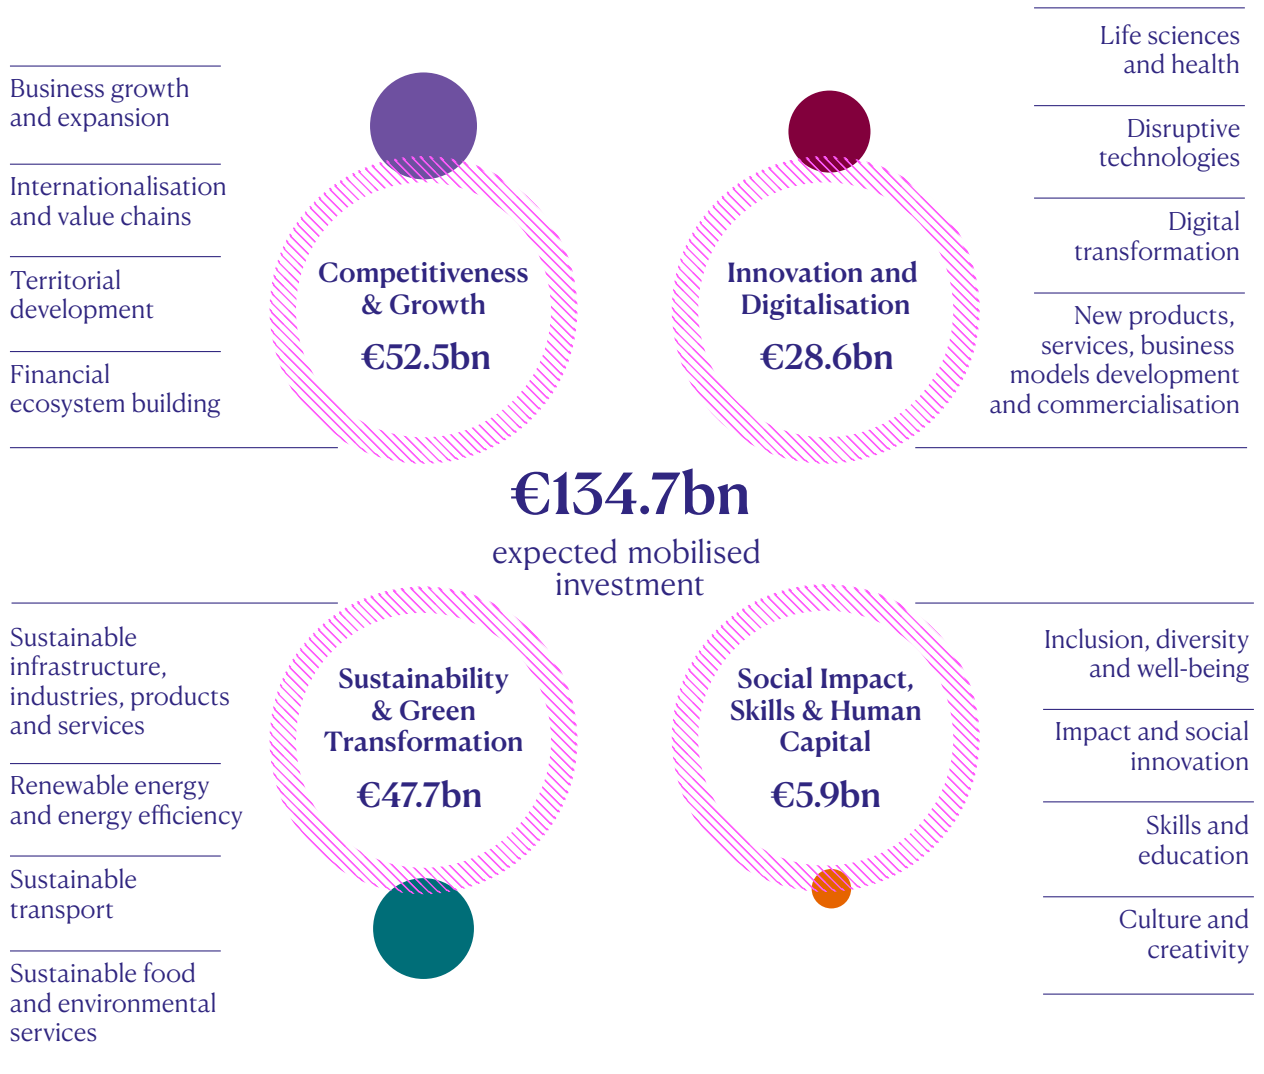 Business growth
and expansion
Internationalisation
and value chains
Territorial
development
Financial
ecosystem building
Competitiveness
& Growth
€52.5bn
Innovation and
Digitalisation
€28.6bn
Life sciences
and health
Disruptive
technologies
Digital
transformation
New products,
services, business
models development
and commercialisation
€134.7bn
expected mobilised
investment
Sustainable
infrastructure,
industries, products
and services
Renewable energy
and energy efficiency
Sustainable
transport
Sustainable food
and environmental
services
Sustainability
& Green
Transformation
€47.7bn
Social Impact,
Skills & Human
Capital
€5.9bn
Inclusion, diversity
and well-being
Impact and social
innovation
Skills and
education
Culture and
creativity